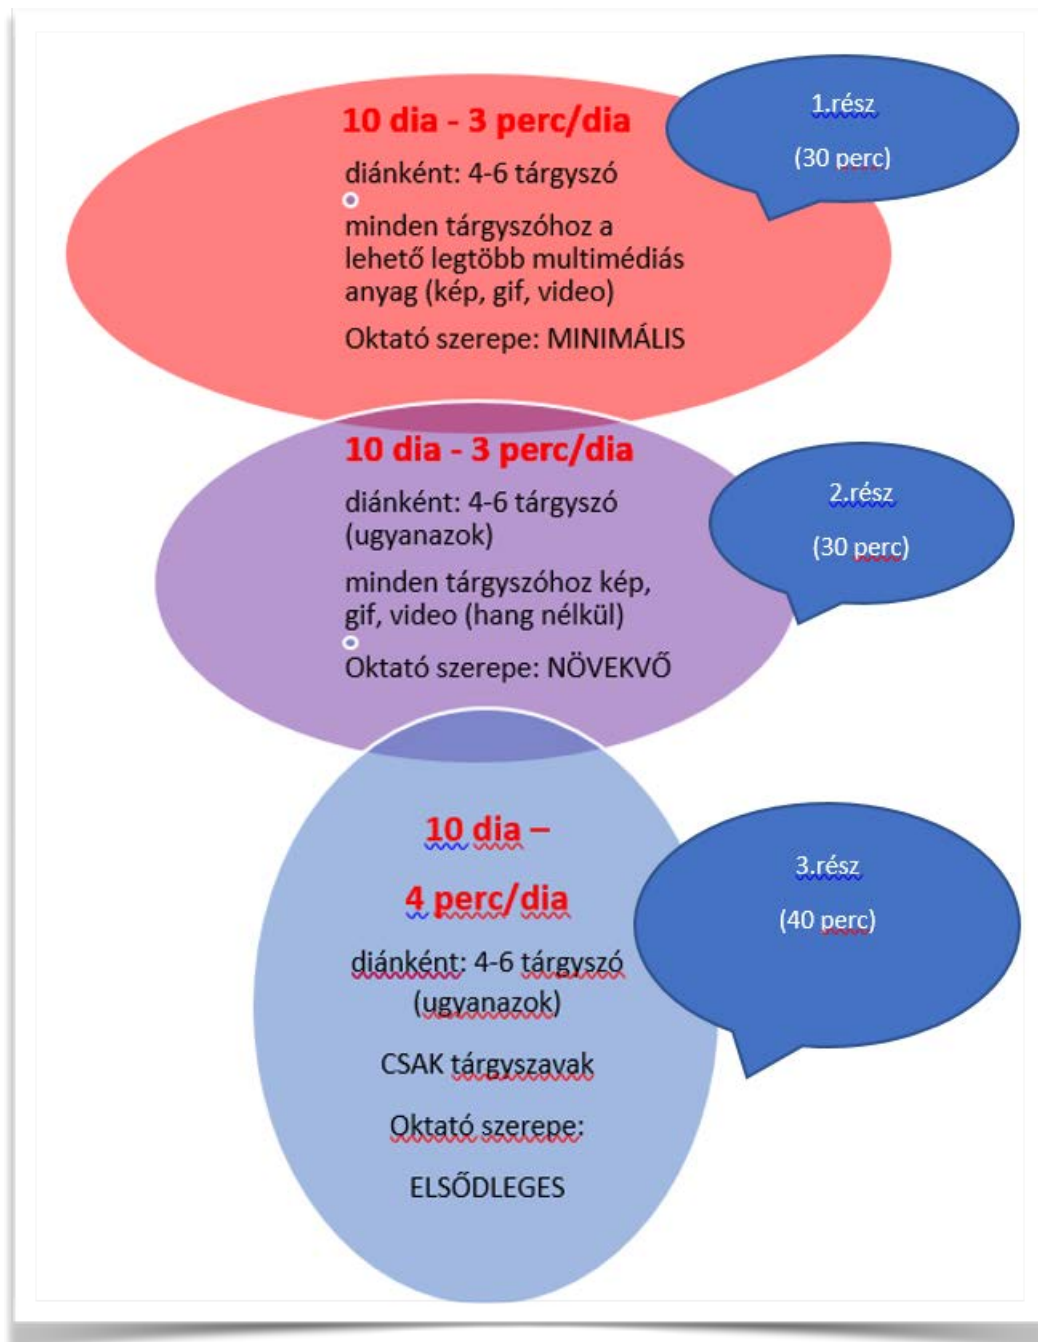 10 dia - 3 perc/dia
diánként: 4-6 tárgyszó
minden tárgyszóhoz a
lehető legtöbb multimédiás
anyag (kép, gif, video)
Oktató szerepe: MINIMÁLIS
1.rész
(30 perc)
10 dia - 3 perc/dia
diánként: 4-6 tárgyszó
(ugyanazok)
minden tárgyszóhoz kép,
gif, video (hang nélkül)
Oktató szerepe: NÖVEKVŐ
2.rész
(30 perc)
10 dia –
4 perc/dia
diánként: 4-6 tárgyszó
(ugyanazok)
CSAK tárgyszavak
Oktató szerepe:
ELSŐDLEGES
3.rész
(40 perc)